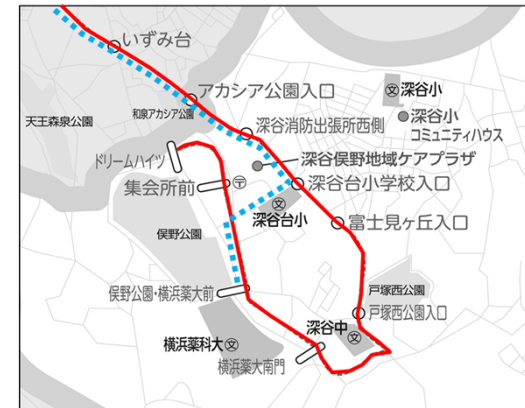 いずみ台
アカシア公園入口
和泉アカシア公園
天王森泉公園
文深谷小
深谷小
コミュニティハウス
深谷消防出張所西側
ドリームハイツ
深谷俣野地域ケアプラザ
集会所前
〒
深谷台小学校入口
文
深谷台小
富士見ヶ丘入口
俣野公園
俣野公園・横浜薬大前
戸塚西公園
戸塚西公園入口
深谷中文
横浜薬科大文
横浜薬大南門